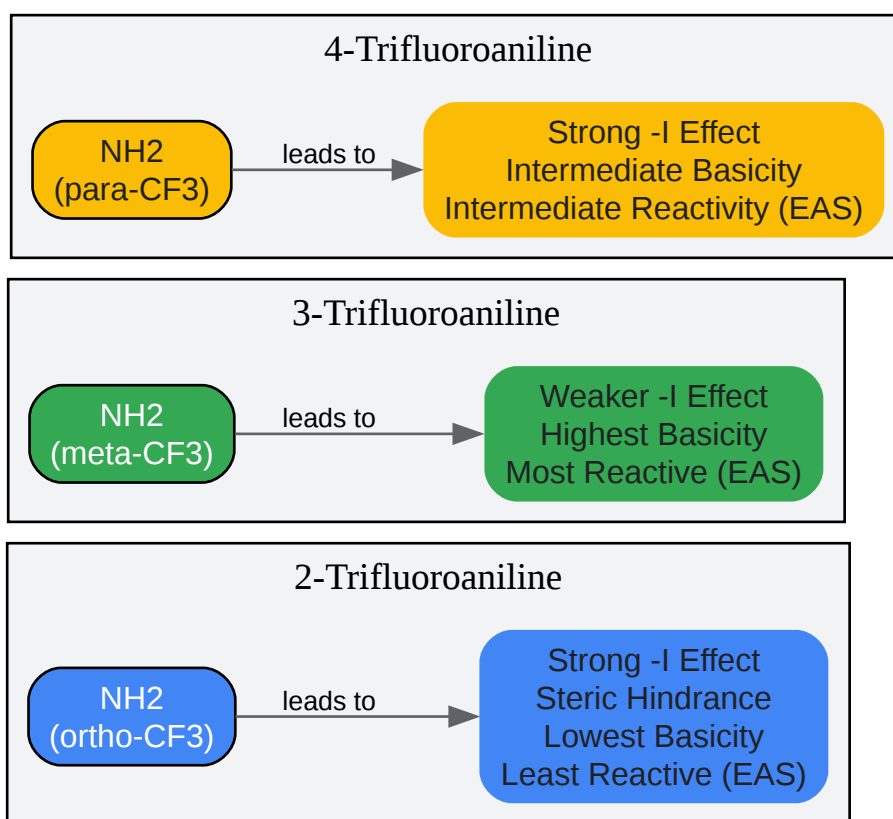 4-Trifluoroaniline
NH2
(para-CF3)
leads to
Strong -I Effect
Intermediate Basicity
Intermediate Reactivity (EAS)
3-Trifluoroaniline
NH2
(meta-CF3)
leads to
Weaker -I Effect
Highest Basicity
Most Reactive (EAS)
2-Trifluoroaniline
NH2
(ortho-CF3)
leads to
Strong -I Effect
Steric Hindrance
Lowest Basicity
Least Reactive (EAS)